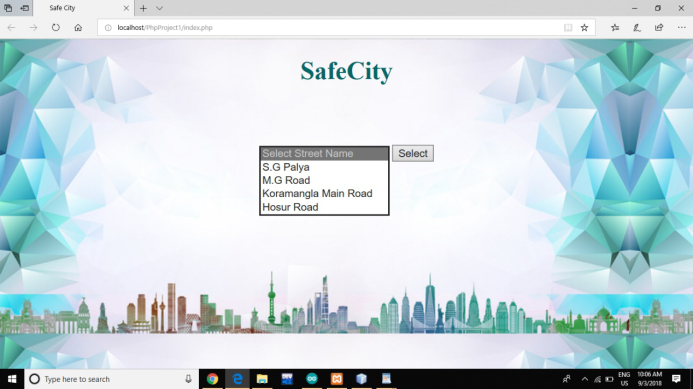 Safe City
localhost/PhpProject1/index.php
SafeCity
Select Street Name
Select
S.G Palya
M.G Road
Koramangla Main Road
Hosur Road
Type here to search
ENG
US
10:06 AM
9/3/2018